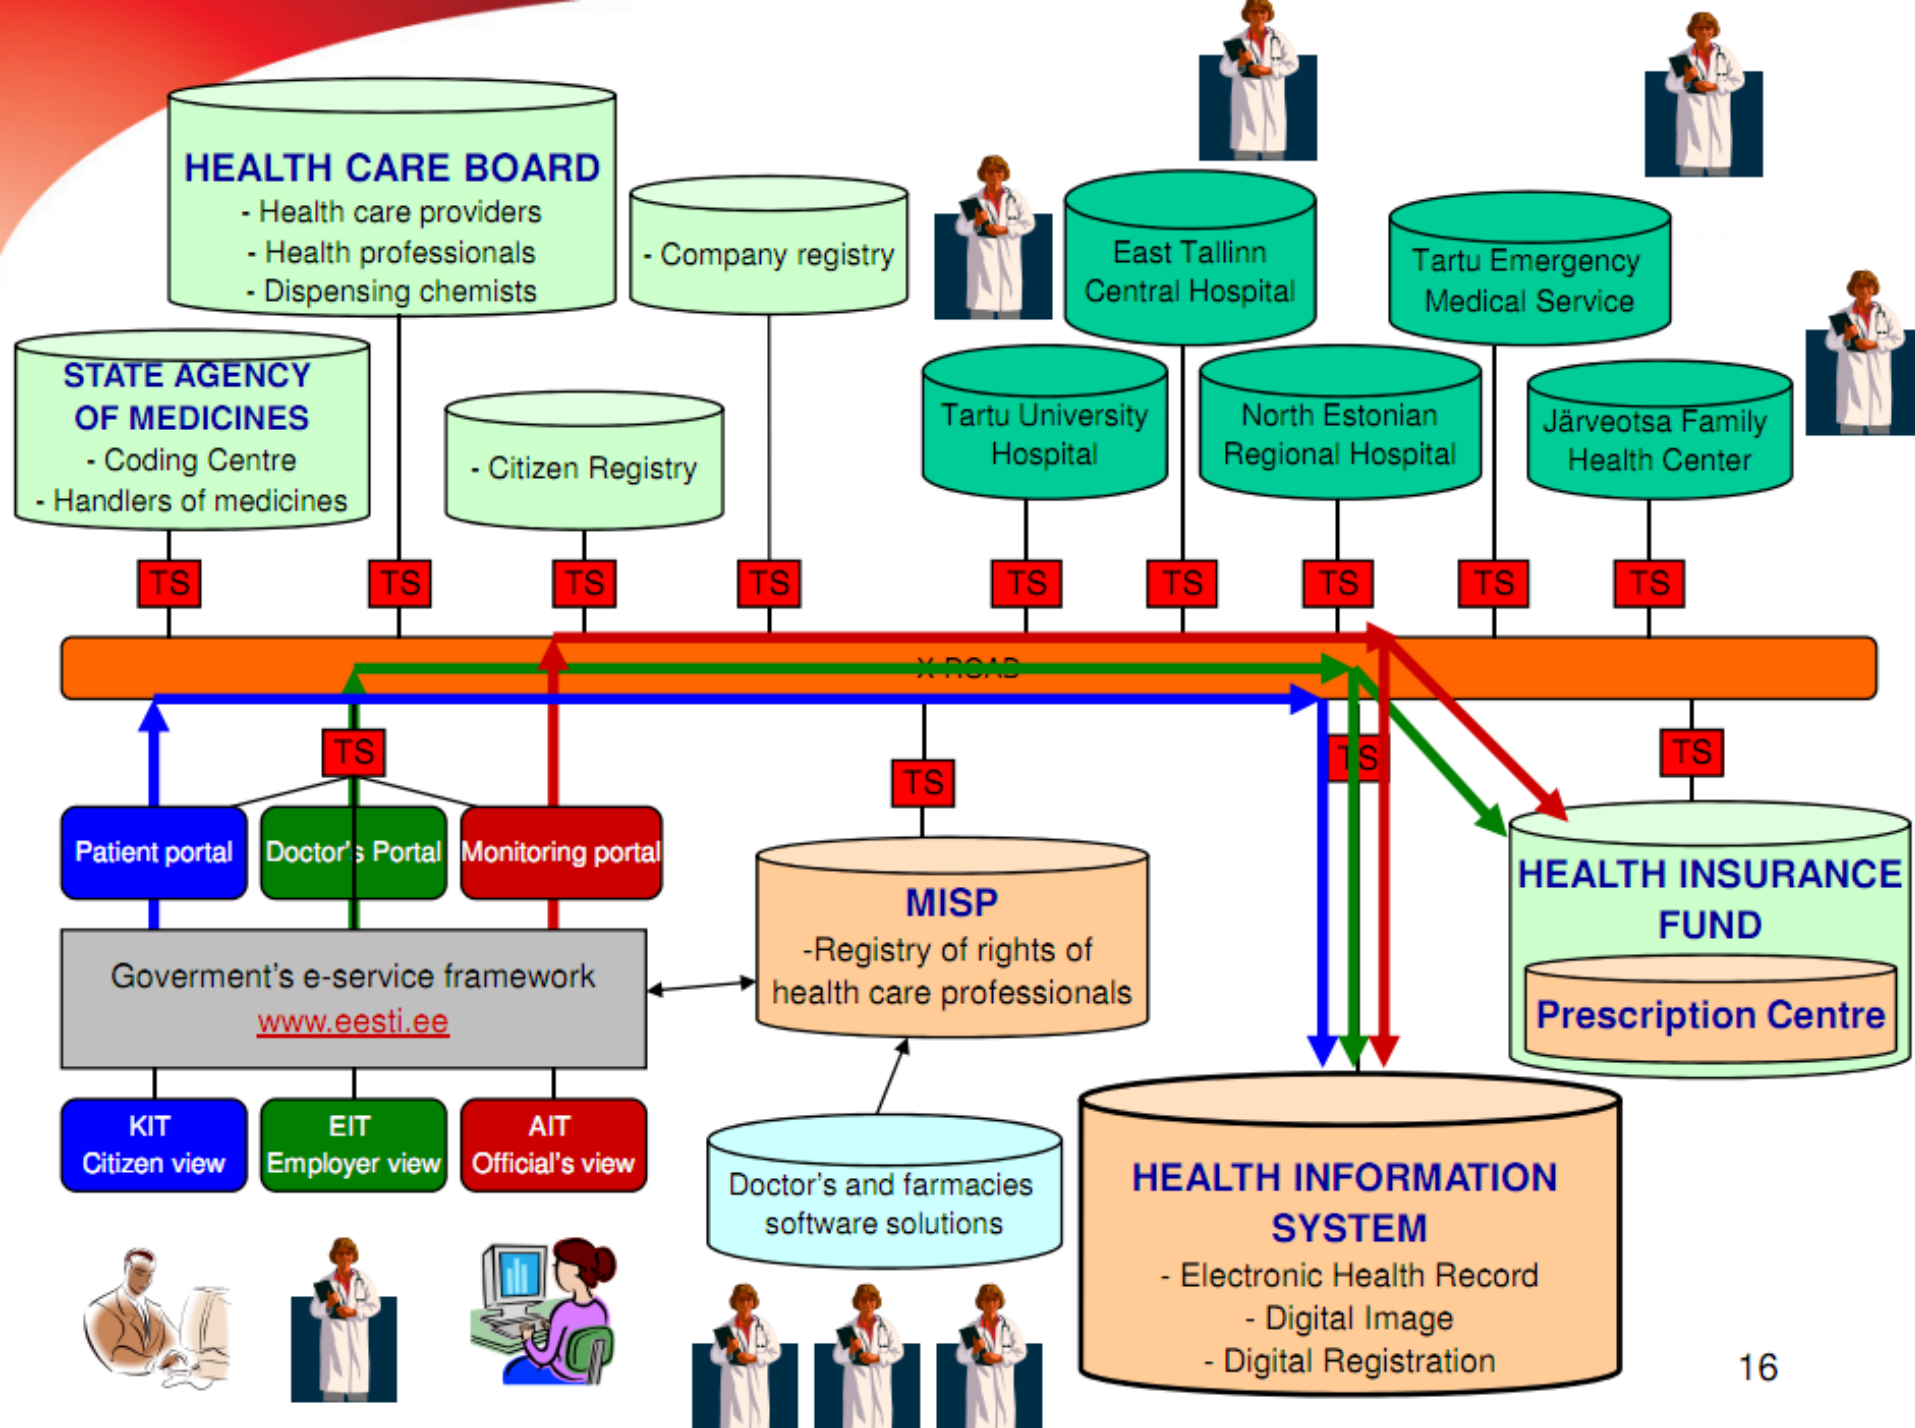 HEALTH CARE BOARD
- Health care providers
- Health professionals
- Dispensing chemists
- Company registry
East Tallinn
Central Hospital
Tartu Emergency
Medical Service
STATE AGENCY
OF MEDICINES
- Coding Centre
- Handlers of medicines
- Citizen Registry
Tartu University
Hospital
North Estonian
Regional Hospital
Järveotsa Family
Health Center
TS
TS
TS
TS
TS
TS
TS
TS
TS
X-ROAD
TS
TS
TS
TS
Patient portal
Doctor's Portal
Monitoring portal
MISP
-Registry of rights of
health care professionals
HEALTH INSURANCE
FUND
Prescription Centre
Goverment's e-service framework
www.eesti.ee
KIT
Citizen view
EIT
Employer view
AIT
Official's view
Doctor's and farmacies
software solutions
HEALTH INFORMATION
SYSTEM
- Electronic Health Record
- Digital Image
- Digital Registration
16